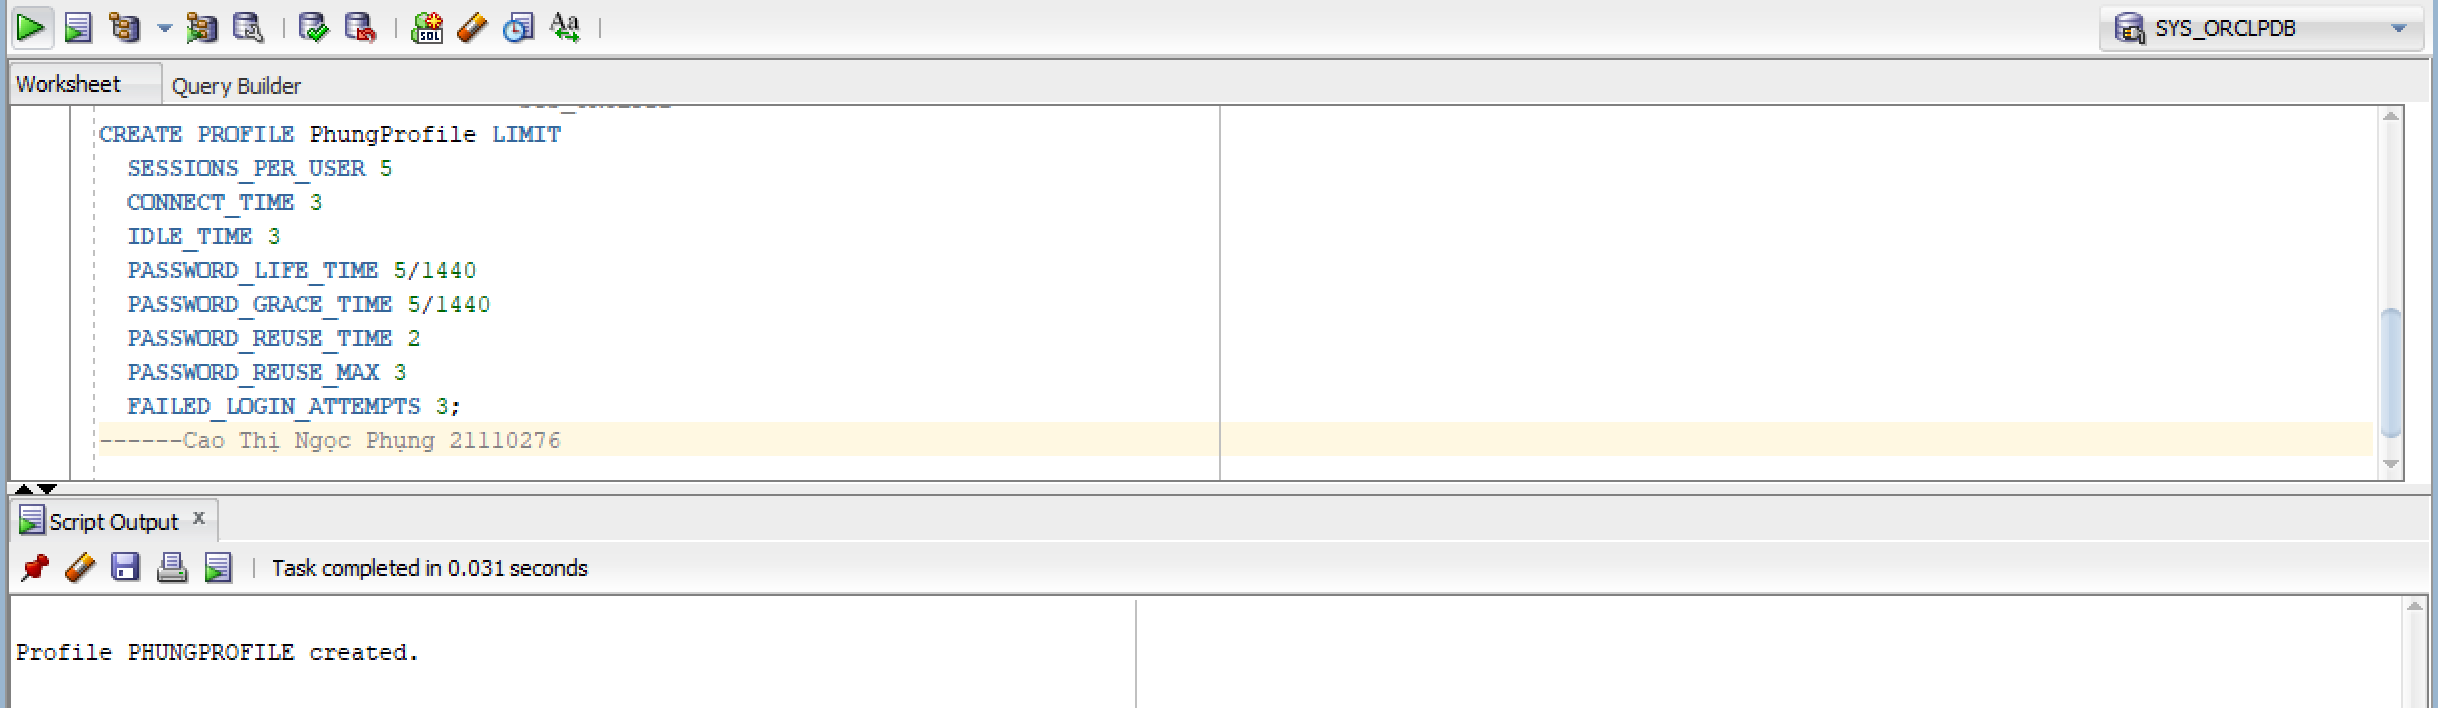 SQL
Aa
SYS_ORCLPDB
Worksheet
Query Builder
CREATE PROFILE PhungProfile LIMIT
SESSIONS_PER_USER 5
CONNECT_TIME 3
IDLE_TIME 3
PASSWORD_LIFE_TIME 5/1440
PASSWORD_GRACE_TIME 5/1440
PASSWORD_REUSE_TIME 2
PASSWORD_REUSE_MAX 3
FAILED_LOGIN_ATTEMPTS 3;
------Cao Thị Ngọc Phụng 21110276
Script Output x
Task completed in 0.031 seconds
Profile PHUNGPROFILE created.